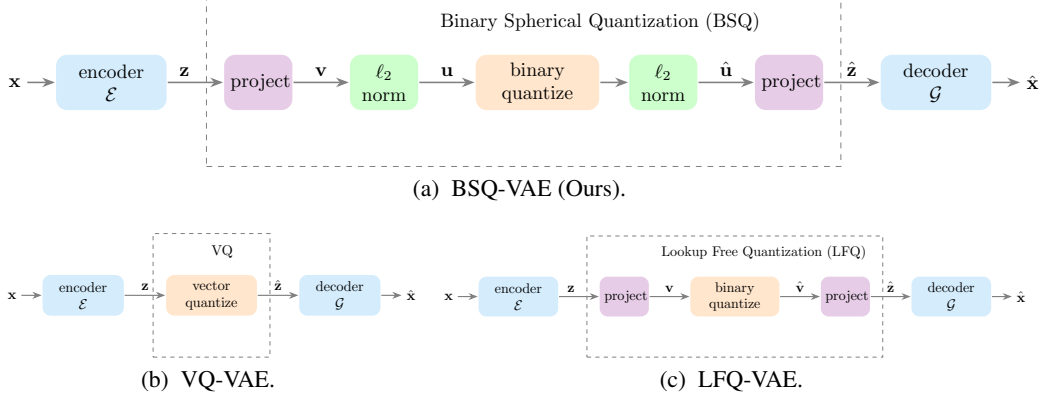 Binary Spherical Quantization (BSQ)
x encoder ℰ z project v ℓ₂ norm u binary quantize ℓ₂ norm û project ẑ decoder 𝒢 x̂
(a) BSQ-VAE (Ours).
VQ
x encoder ℰ z vector quantize ẑ decoder 𝒢 x̂
(b) VQ-VAE.
Lookup Free Quantization (LFQ)
x encoder ℰ z project v binary quantize v̂ project ẑ decoder 𝒢 x̂
(c) LFQ-VAE.